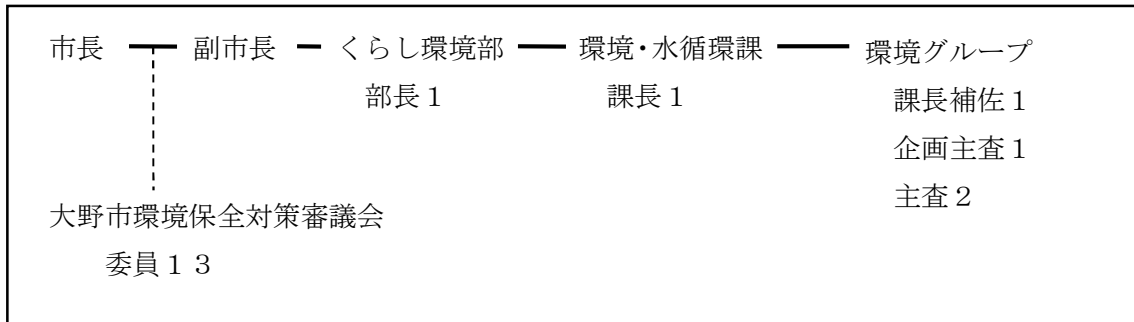 市長 副市長 くらし環境部 環境・水循環課 環境グループ
部長１ 課長１ 課長補佐１
企画主査１
主査２
大野市環境保全対策審議会
委員１３